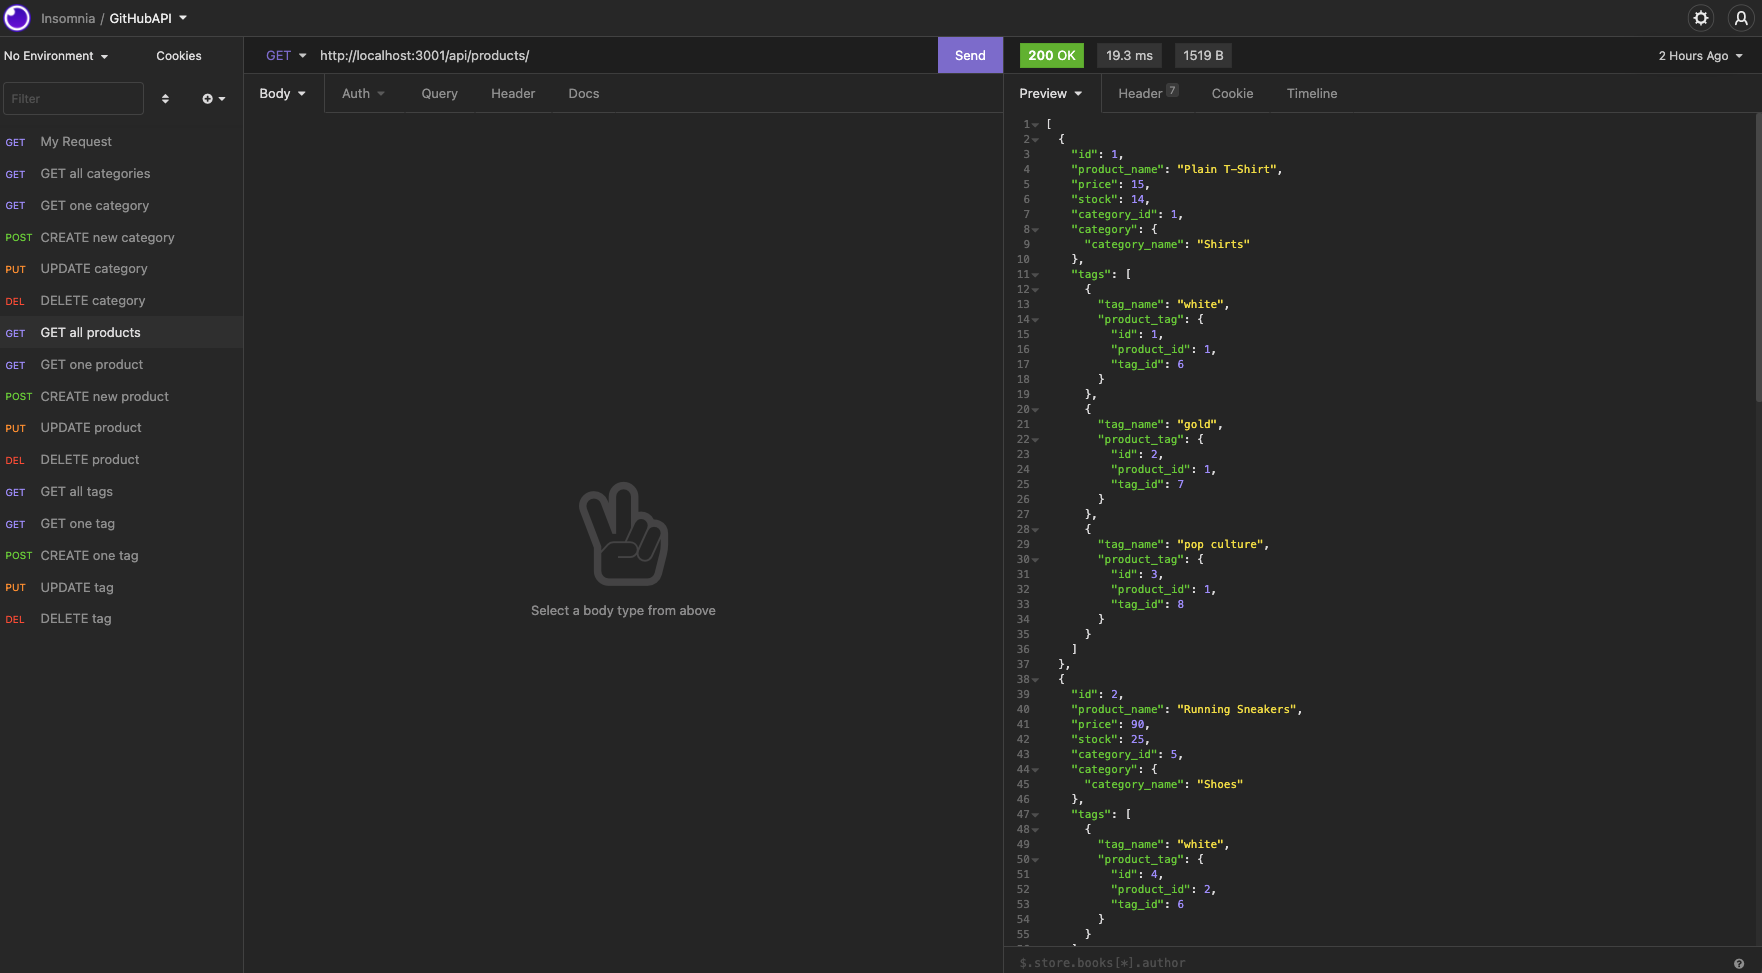 Insomnia / GitHubAPI
No Environment Cookies
Filter
GET My Request
GET GET all categories
GET GET one category
POST CREATE new category
PUT UPDATE category
DEL DELETE category
GET GET all products
GET GET one product
POST CREATE new product
PUT UPDATE product
DEL DELETE product
GET GET all tags
GET GET one tag
POST CREATE one tag
PUT UPDATE tag
DEL DELETE tag
GET http://localhost:3001/api/products/ Send
Body Auth Query Header Docs
Select a body type from above
200 OK 19.3 ms 1519 B 2 Hours Ago
Preview Header 7 Cookie Timeline
1 [
2 {
3 "id": 1,
4 "product_name": "Plain T-Shirt",
5 "price": 15,
6 "stock": 14,
7 "category_id": 1,
8 "category": {
9 "category_name": "Shirts"
10 },
11 "tags": [
12 {
13 "tag_name": "white",
14 "product_tag": {
15 "id": 1,
16 "product_id": 1,
17 "tag_id": 6
18 }
19 },
20 {
21 "tag_name": "gold",
22 "product_tag": {
23 "id": 2,
24 "product_id": 1,
25 "tag_id": 7
26 }
27 },
28 {
29 "tag_name": "pop culture",
30 "product_tag": {
31 "id": 3,
32 "product_id": 1,
33 "tag_id": 8
34 }
35 }
36 ]
37 },
38 {
39 "id": 2,
40 "product_name": "Running Sneakers",
41 "price": 90,
42 "stock": 25,
43 "category_id": 5,
44 "category": {
45 "category_name": "Shoes"
46 },
47 "tags": [
48 {
49 "tag_name": "white",
50 "product_tag": {
51 "id": 4,
52 "product_id": 2,
53 "tag_id": 6
54 }
55 }
$.store.books[*].author